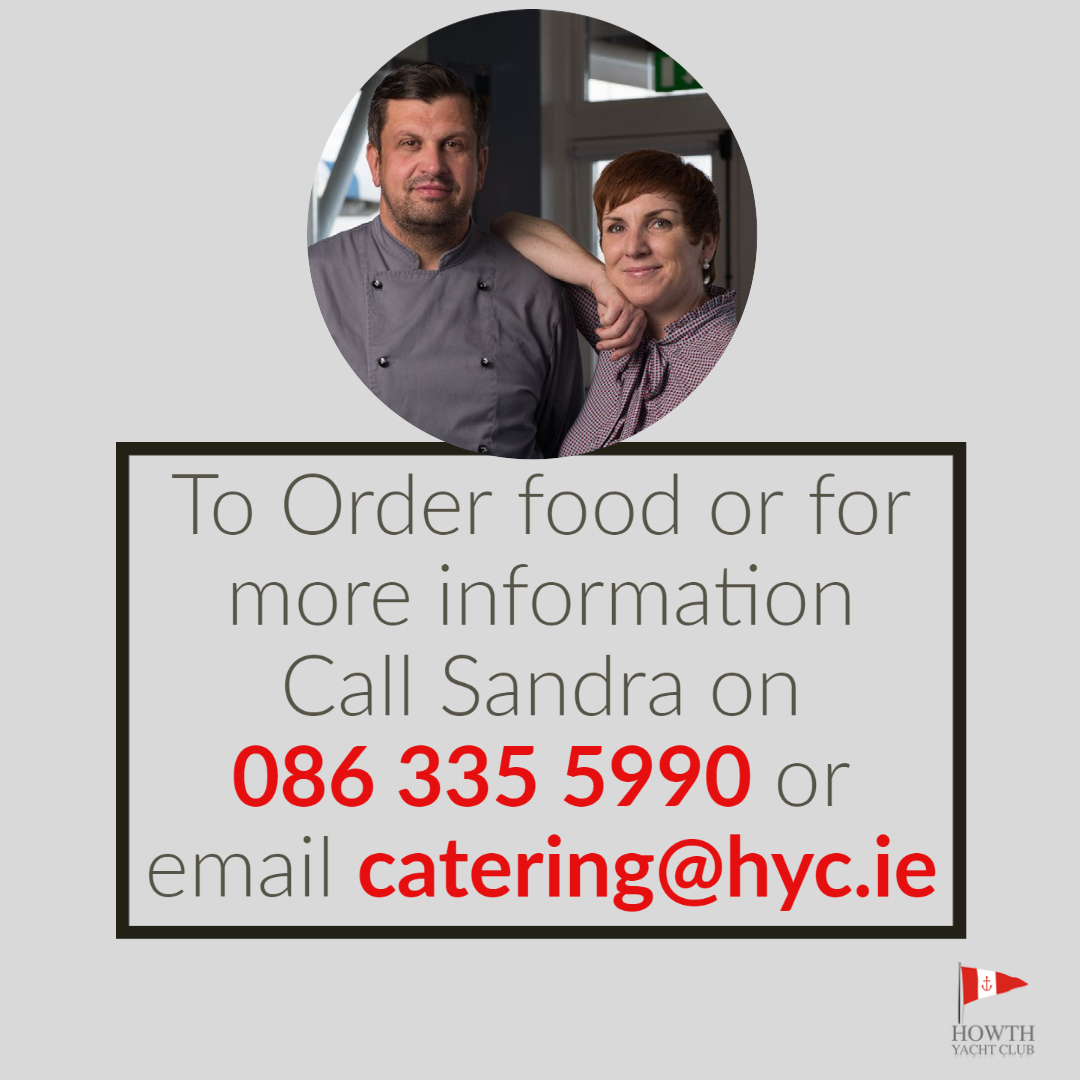 To Order food or for
more information
Call Sandra on
086 335 5990 or
email catering@hyc.ie
HOWTH
YACHT CLUB